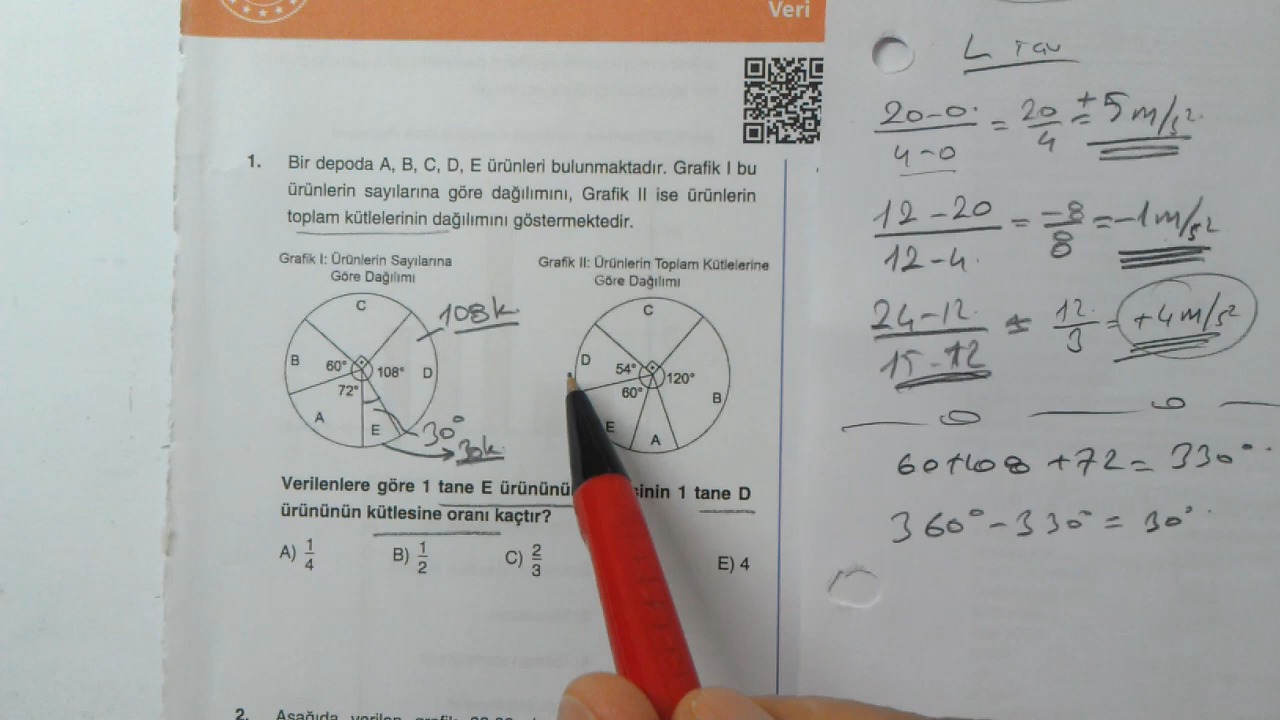 Veri
1. Bir depoda A, B, C, D, E ürünleri bulunmaktadır. Grafik I bu
ürünlerin sayılarına göre dağılımını, Grafik II ise ürünlerin
toplam kütlelerinin dağılımını göstermektedir.
Grafik I: Ürünlerin Sayılarına
Göre Dağılımı
C
B
60°
108°
D
72°
A
E
108k
30°
30k
Grafik II: Ürünlerin Toplam Kütlelerine
Göre Dağılımı
C
D
54°
120°
60°
B
E
A
Verilenlere göre 1 tane E ürününün sinin 1 tane D
ürününün kütlesine oranı kaçtır?
A) 1/4
B) 1/2
C) 2/3
E) 4
2. Aşağıda verilen grafik
20-0 / 4-0 = 20/4 = +5 m/s²
12-20 / 12-4 = -8/8 = -1 m/s²
24-12 / 15-12 = 12/3 = +4 m/s²
60+108+72 = 330°
360° - 330° = 30°